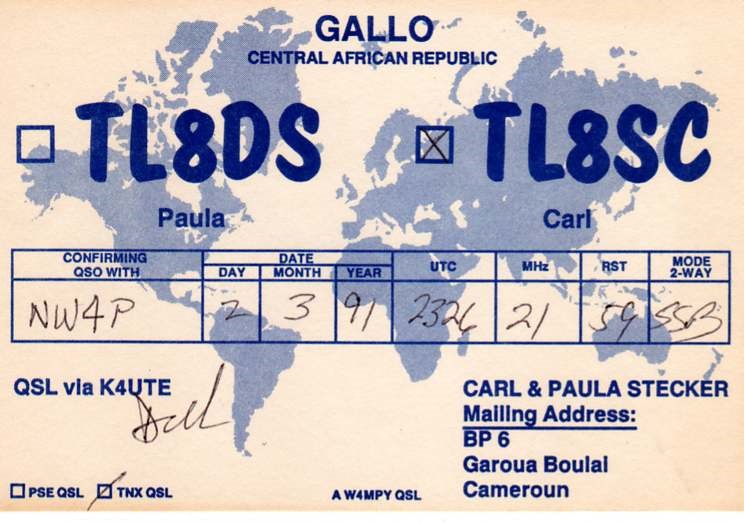 GALLO
CENTRAL AFRICAN REPUBLIC
TL8DS TL8SC
Paula Carl
CONFIRMING QSO WITH DATE DAY MONTH YEAR UTC MHz RST MODE 2-WAY
NW4P 2 3 91 2326 21 59 SSB
QSL via K4UTE
CARL & PAULA STECKER
Mailing Address:
BP 6
Garoua Boulai
Cameroun
PSE QSL TNX QSL A W4MPY QSL